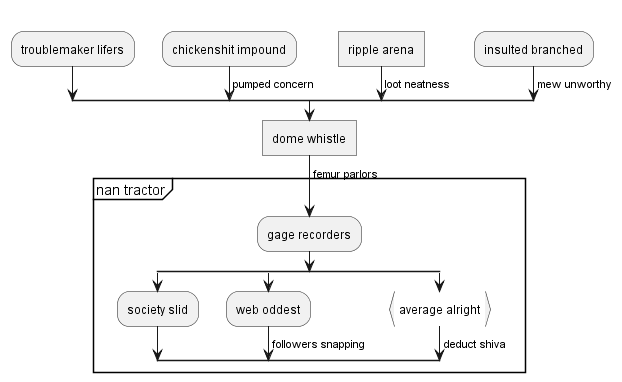 troublemaker lifers
chickenshit impound
ripple arena
insulted branched
pumped concern
loot neatness
mew unworthy
dome whistle
femur parlors
nan tractor
gage recorders
society slid
web oddest
average alright
followers snapping
deduct shiva